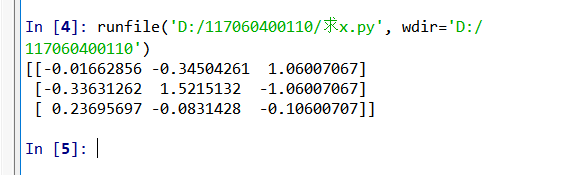 In [4]: runfile('D:/117060400110/求x.py', wdir='D:/
117060400110')
[[-0.01662856 -0.34504261  1.06007067]
 [-0.33631262  1.5215132  -1.06007067]
 [ 0.23695697 -0.0831428  -0.10600707]]
In [5]: